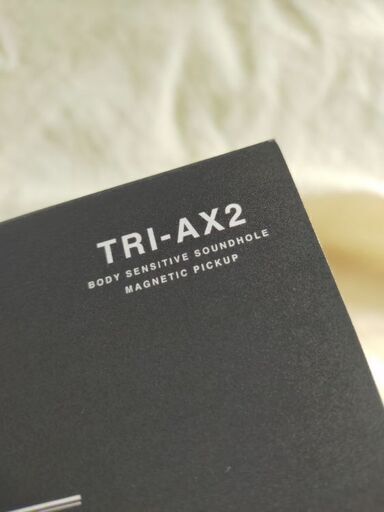 TRI-AX2
BODY SENSITIVE SOUNDHOLE
MAGNETIC PICKUP